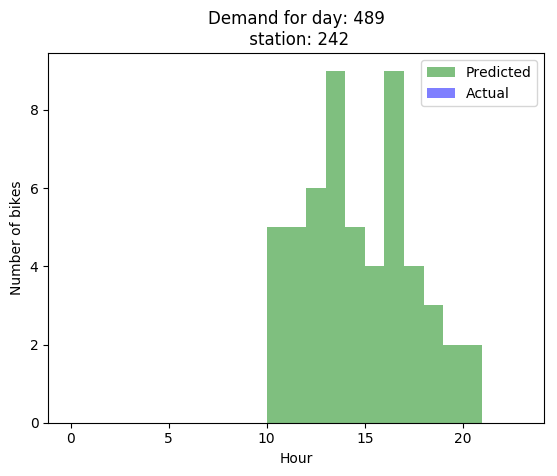 Demand for day: 489
station: 242
Predicted
Actual
Number of bikes
8
6
4
2
0
0
5
10
15
20
Hour